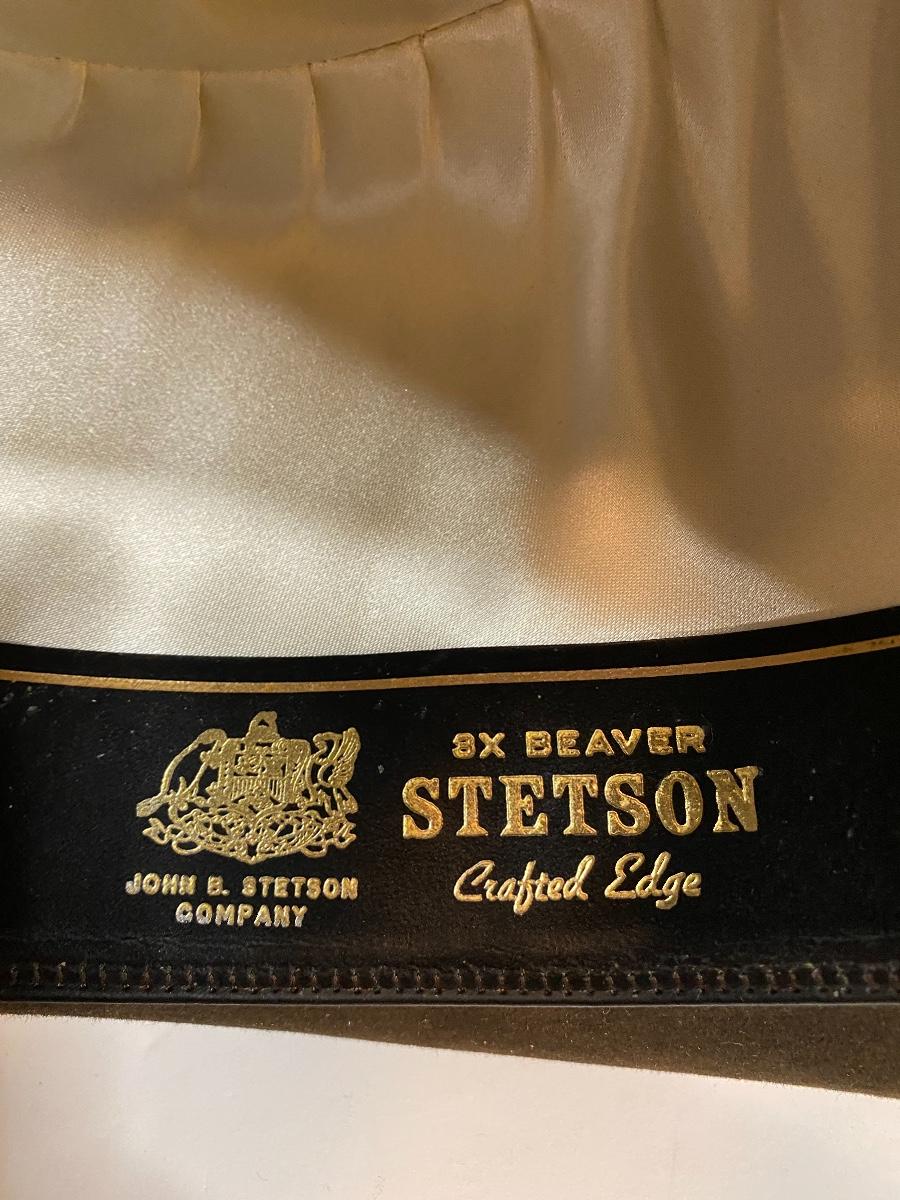 3X BEAVER
STETSON
Crafted Edge
JOHN B. STETSON
COMPANY